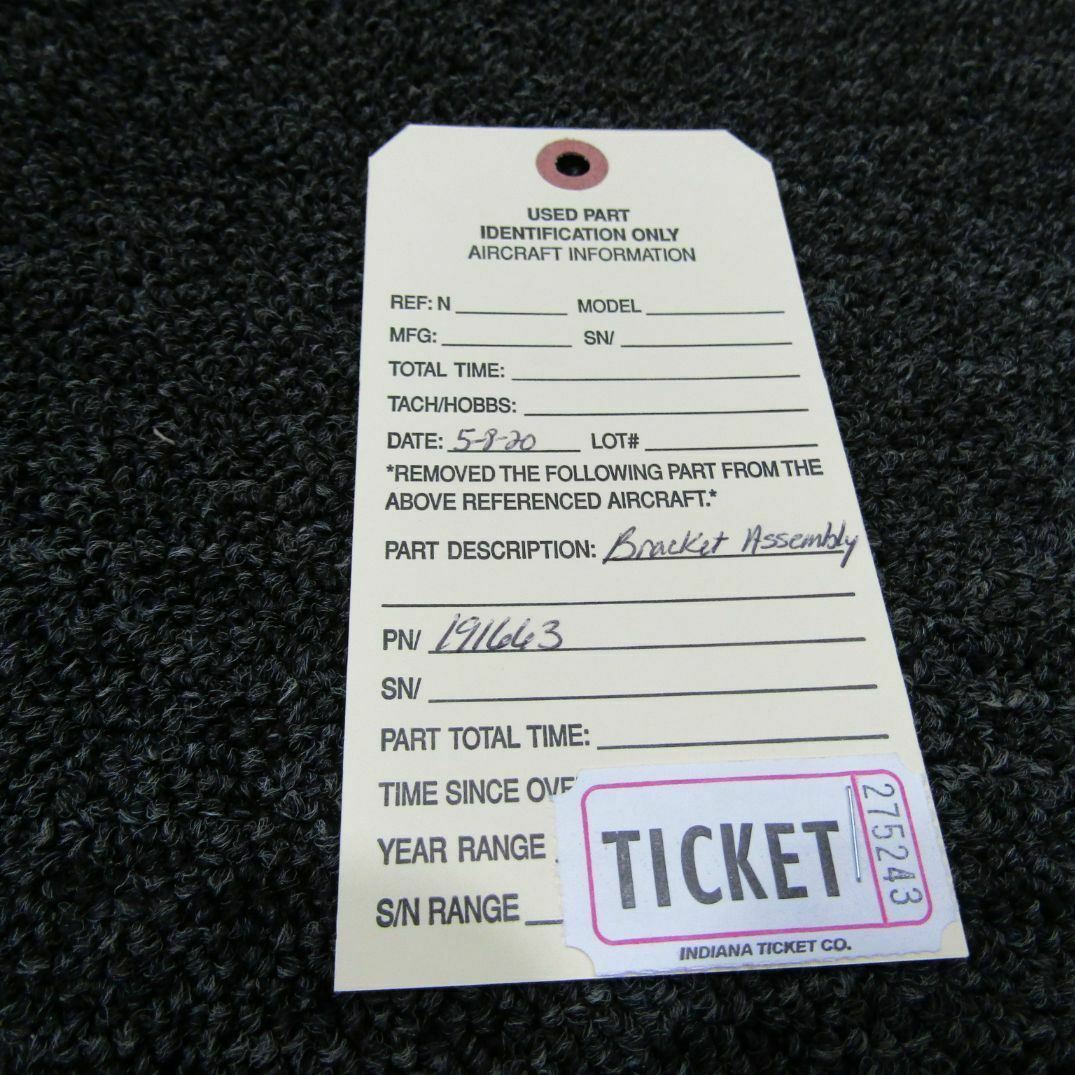 USED PART
IDENTIFICATION ONLY
AIRCRAFT INFORMATION
REF: N MODEL
MFG: SN/
TOTAL TIME:
TACH/HOBBS:
DATE: 5-8-20 LOT#
*REMOVED THE FOLLOWING PART FROM THE
ABOVE REFERENCED AIRCRAFT.*
PART DESCRIPTION: Bracket Assembly
PN/ 191663
SN/
PART TOTAL TIME:
TIME SINCE OVE
YEAR RANGE
S/N RANGE
TICKET
275243
INDIANA TICKET CO.